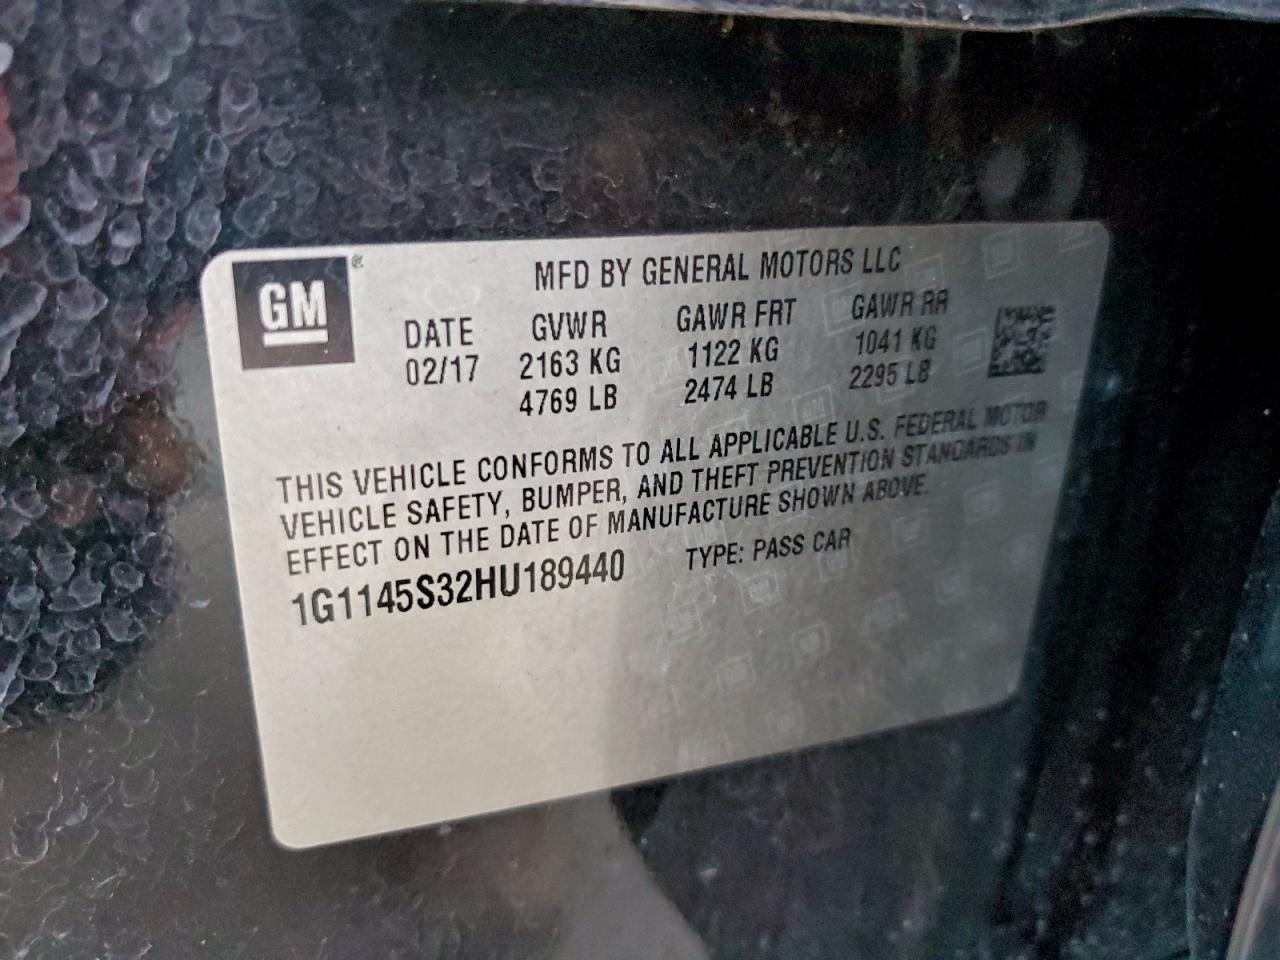 GM®
MFD BY GENERAL MOTORS LLC
DATE GVWR GAWR FRT GAWR RR
02/17 2163 KG 1122 KG 1041 KG
4769 LB 2474 LB 2295 LB
THIS VEHICLE CONFORMS TO ALL APPLICABLE U.S. FEDERAL MOTOR
VEHICLE SAFETY, BUMPER, AND THEFT PREVENTION STANDARDS IN
EFFECT ON THE DATE OF MANUFACTURE SHOWN ABOVE.
1G1145S32HU189440 TYPE: PASS CAR